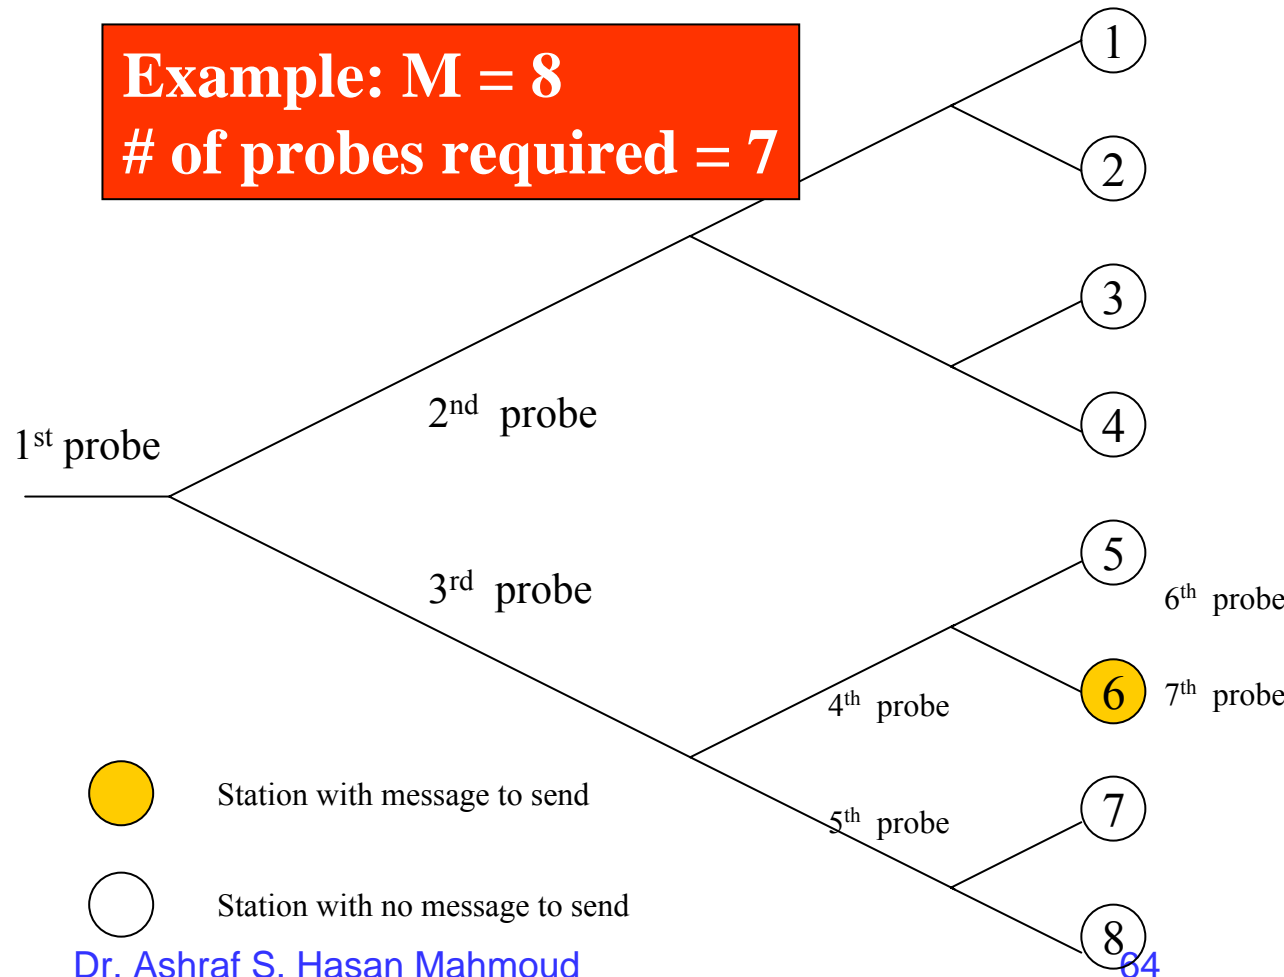 Example: M = 8
# of probes required = 7
1
2
3
2nd probe
4
1st probe
5
3rd probe
6th probe
6
7th probe
4th probe
Station with message to send
7
5th probe
Station with no message to send
8
Dr. Ashraf S. Hasan Mahmoud
64